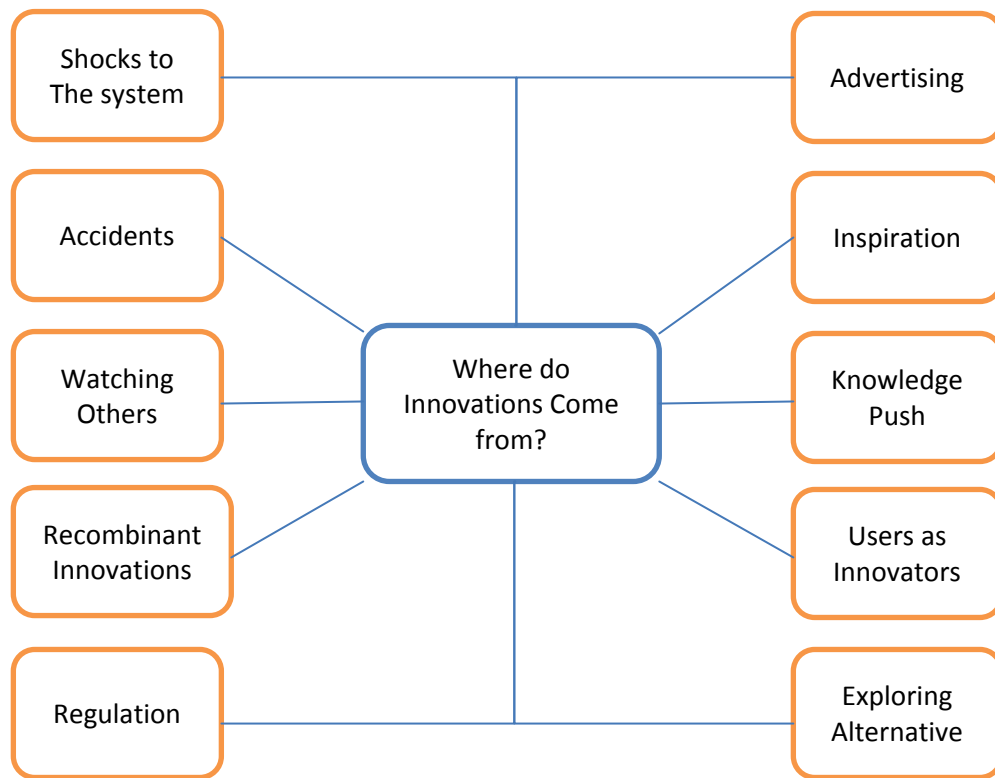 Shocks to
The system
Advertising
Accidents
Inspiration
Where do
Innovations Come
from?
Watching
Others
Knowledge
Push
Recombinant
Innovations
Users as
Innovators
Regulation
Exploring
Alternative